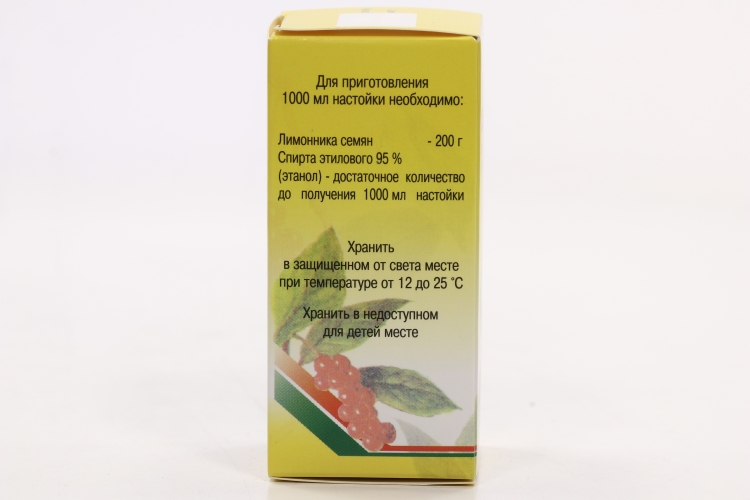 Для приготовления
1000 мл настойки необходимо:
Лимонника семян - 200 г
Спирта этилового 95 %
(этанол) - достаточное количество
до получения 1000 мл настойки
Хранить
в защищенном от света месте
при температуре от 12 до 25 °С
Хранить в недоступном
для детей месте